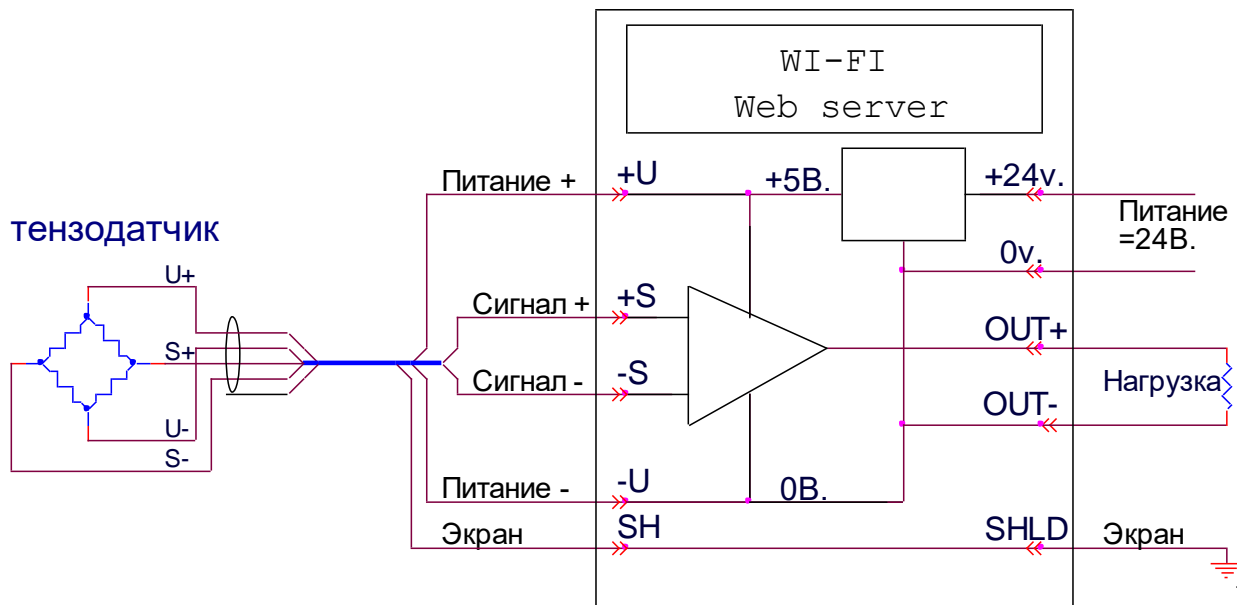 WI-FI
Web server
Питание +
+U
+5В.
+24v.
Питание
=24В.
тензодатчик
U+
0v.
Сигнал +
+S
S+
OUT+
Сигнал -
-S
Нагрузка
OUT-
U-
S-
Питание -
-U
0В.
Экран
SH
SHLD
Экран